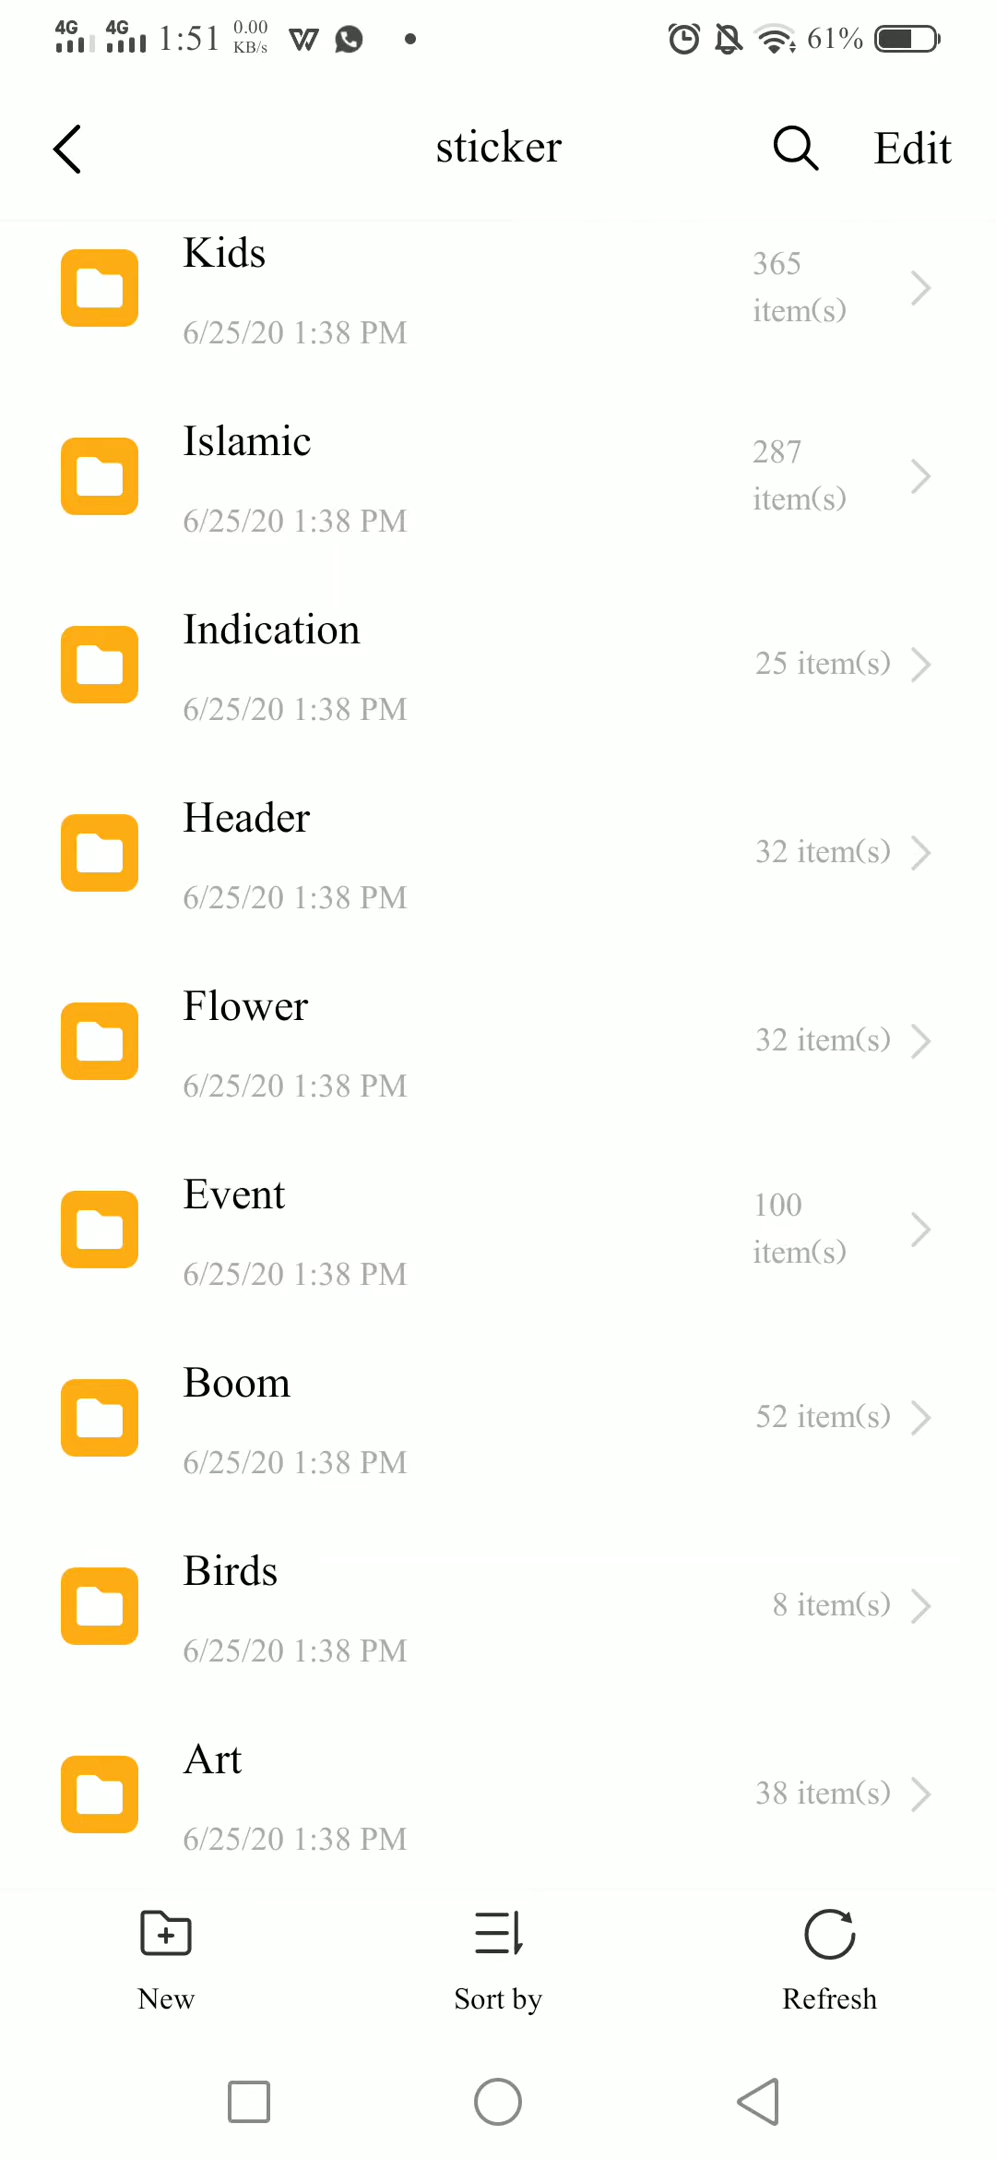 4G 4G 1:51 0.00 KB/s 61%
sticker Edit
Kids
365 item(s)
6/25/20 1:38 PM
Islamic
287 item(s)
6/25/20 1:38 PM
Indication
25 item(s)
6/25/20 1:38 PM
Header
32 item(s)
6/25/20 1:38 PM
Flower
32 item(s)
6/25/20 1:38 PM
Event
100 item(s)
6/25/20 1:38 PM
Boom
52 item(s)
6/25/20 1:38 PM
Birds
8 item(s)
6/25/20 1:38 PM
Art
38 item(s)
6/25/20 1:38 PM
New Sort by Refresh